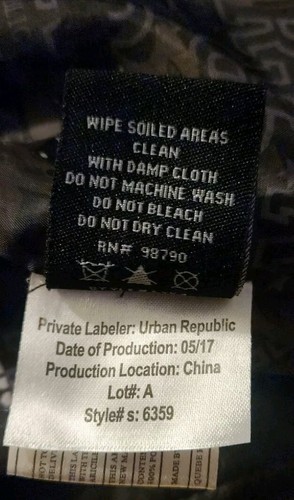 WIPE SOILED AREAS
CLEAN
WITH DAMP CLOTH
DO NOT MACHINE WASH
DO NOT BLEACH
DO NOT DRY CLEAN
RN# 98790
Private Labeler: Urban Republic
Date of Production: 05/17
Production Location: China
Lot#: A
Style# s: 6359